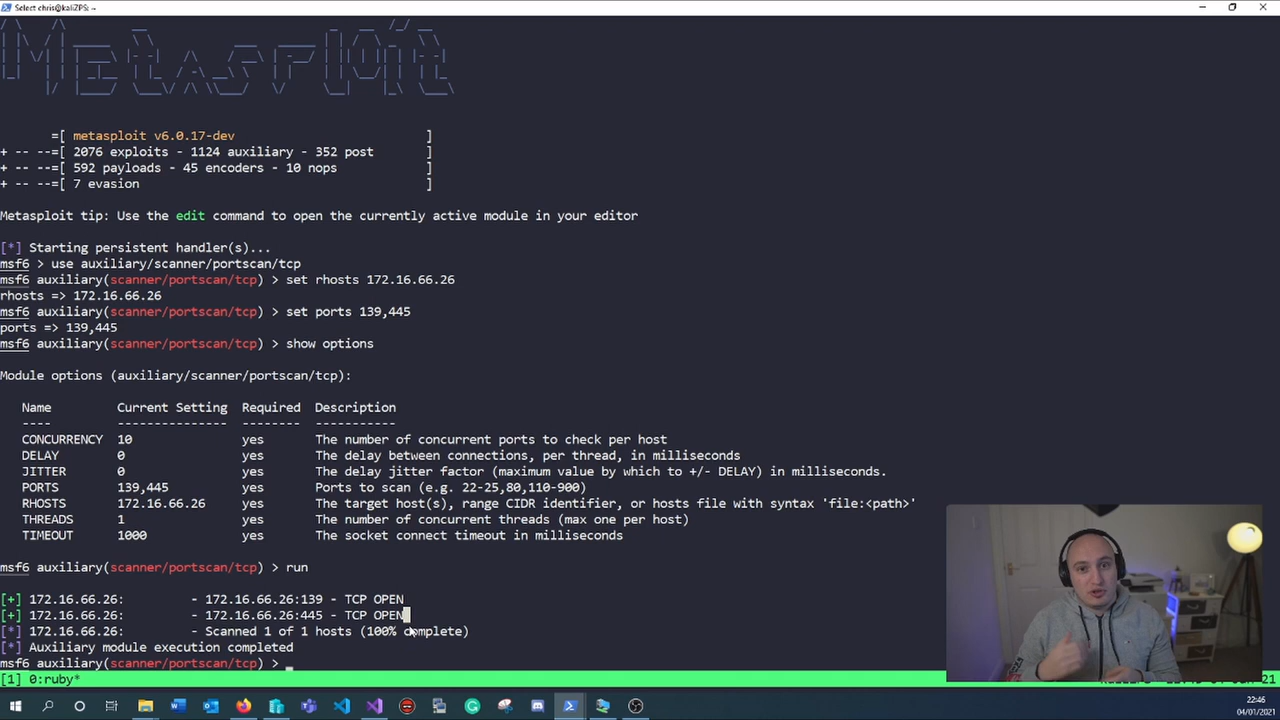 Select chris@kaliZPS: ~
=[ metasploit v6.0.17-dev ]
+ -- --=[ 2076 exploits - 1124 auxiliary - 352 post ]
+ -- --=[ 592 payloads - 45 encoders - 10 nops ]
+ -- --=[ 7 evasion ]
Metasploit tip: Use the edit command to open the currently active module in your editor
[*] Starting persistent handler(s)...
msf6 > use auxiliary/scanner/portscan/tcp
msf6 auxiliary(scanner/portscan/tcp) > set rhosts 172.16.66.26
rhosts => 172.16.66.26
msf6 auxiliary(scanner/portscan/tcp) > set ports 139,445
ports => 139,445
msf6 auxiliary(scanner/portscan/tcp) > show options
Module options (auxiliary/scanner/portscan/tcp):
Name Current Setting Required Description
---- --------------- -------- -----------
CONCURRENCY 10 yes The number of concurrent ports to check per host
DELAY 0 yes The delay between connections, per thread, in milliseconds
JITTER 0 yes The delay jitter factor (maximum value by which to +/- DELAY) in milliseconds.
PORTS 139,445 yes Ports to scan (e.g. 22-25,80,110-900)
RHOSTS 172.16.66.26 yes The target host(s), range CIDR identifier, or hosts file with syntax 'file:<path>'
THREADS 1 yes The number of concurrent threads (max one per host)
TIMEOUT 1000 yes The socket connect timeout in milliseconds
msf6 auxiliary(scanner/portscan/tcp) > run
[+] 172.16.66.26: - 172.16.66.26:139 - TCP OPEN
[+] 172.16.66.26: - 172.16.66.26:445 - TCP OPEN
[*] 172.16.66.26: - Scanned 1 of 1 hosts (100% complete)
[*] Auxiliary module execution completed
msf6 auxiliary(scanner/portscan/tcp) > _
[1] 0:ruby*
22:46
04/01/2021